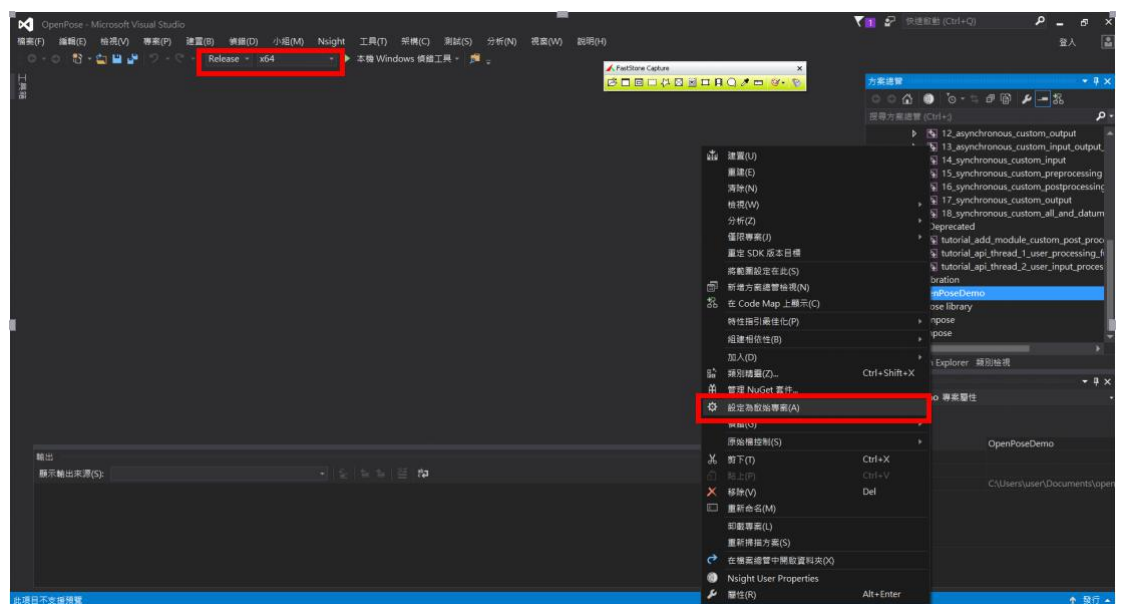 OpenPose - Microsoft Visual Studio
1
快速啟動 (Ctrl+Q)
檔案(F) 編輯(E) 檢視(V) 專案(P) 建置(B) 偵錯(D) 小組(M) Nsight 工具(T) 架構(C) 測試(S) 分析(N) 視窗(W) 說明(H)
登入
Release x64 本機 Windows 偵錯工具
工具箱
FastStone Capture
方案總管
搜尋方案總管 (Ctrl+;)
12_asynchronous_custom_output
13_asynchronous_custom_input_output_
14_synchronous_custom_input
15_synchronous_custom_preprocessing
16_synchronous_custom_postprocessing
17_synchronous_custom_output
18_synchronous_custom_all_and_datum
Deprecated
tutorial_add_module_custom_post_proce
tutorial_api_thread_1_user_processing_fu
tutorial_api_thread_2_user_input_proces
bration
enPoseDemo
ose library
npose
pose
Explorer 類別檢視
o 專案屬性
OpenPoseDemo
C:\Users\user\Documents\open
建置(U)
重建(E)
清除(N)
檢視(W)
分析(Z)
僅限專案(J)
重定 SDK 版本目標
將範圍設定在此(S)
新增方案總管檢視(N)
在 Code Map 上顯示(C)
特性指引最佳化(P)
組建相依性(B)
加入(D)
類別精靈(Z)... Ctrl+Shift+X
管理 NuGet 套件...
設定為啟始專案(A)
偵錯(G)
原始檔控制(S)
剪下(T) Ctrl+X
貼上(P) Ctrl+V
移除(V) Del
重新命名(M)
卸載專案(L)
重新掃描方案(S)
在檔案總管中開啟資料夾(X)
Nsight User Properties
屬性(R) Alt+Enter
輸出
顯示輸出來源(S):
此項目不支援預覽
發行